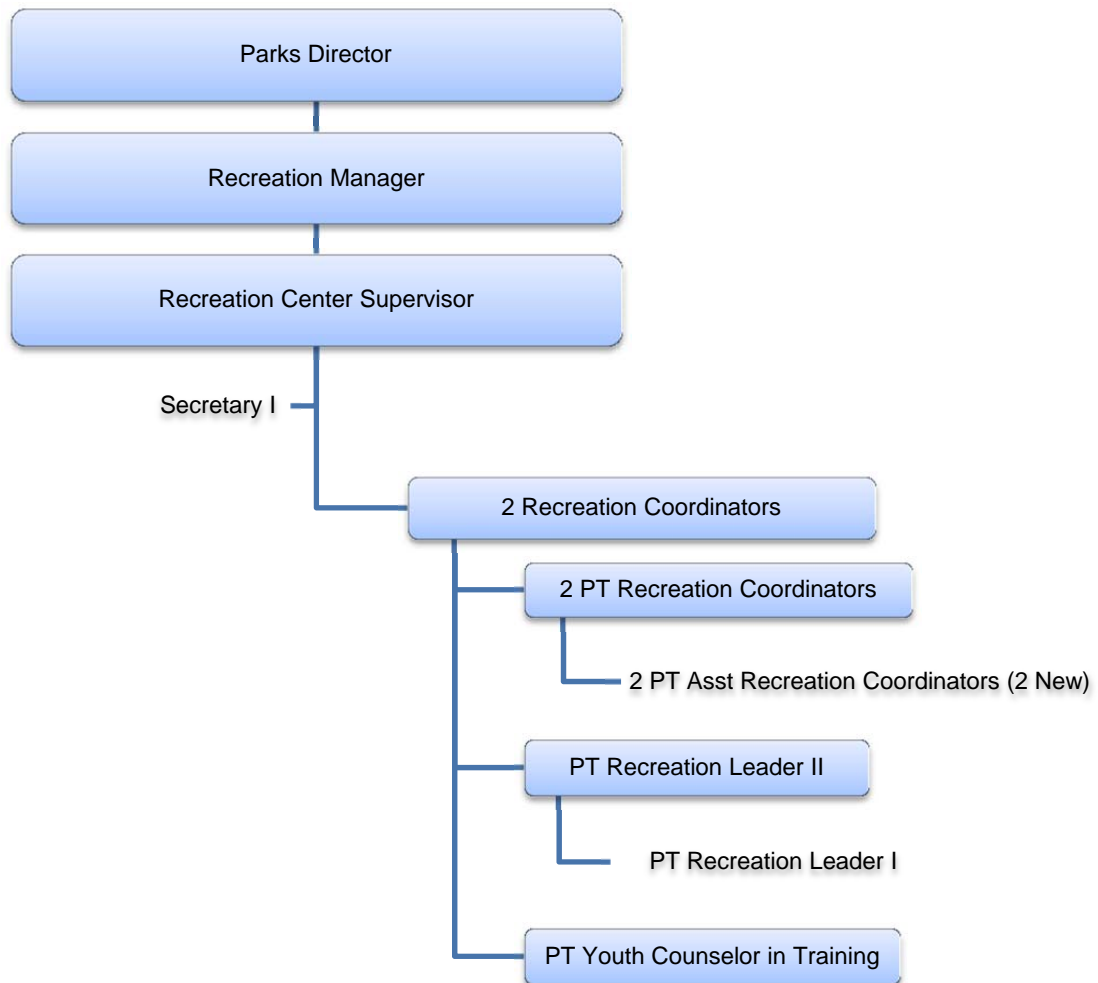 Parks Director
Recreation Manager
Recreation Center Supervisor
Secretary I
2 Recreation Coordinators
2 PT Recreation Coordinators
2 PT Asst Recreation Coordinators (2 New)
PT Recreation Leader II
PT Recreation Leader I
PT Youth Counselor in Training